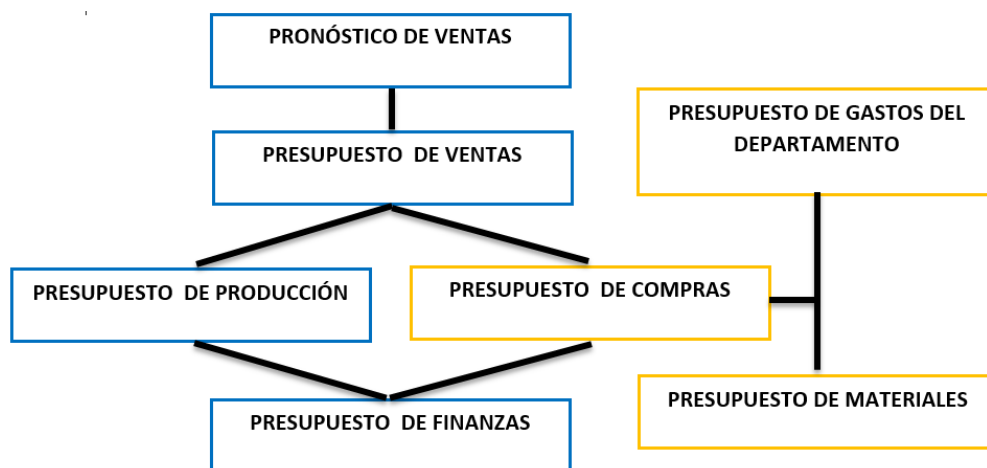 PRONÓSTICO DE VENTAS
PRESUPUESTO DE GASTOS DEL
DEPARTAMENTO
PRESUPUESTO DE VENTAS
PRESUPUESTO DE PRODUCCIÓN
PRESUPUESTO DE COMPRAS
PRESUPUESTO DE MATERIALES
PRESUPUESTO DE FINANZAS